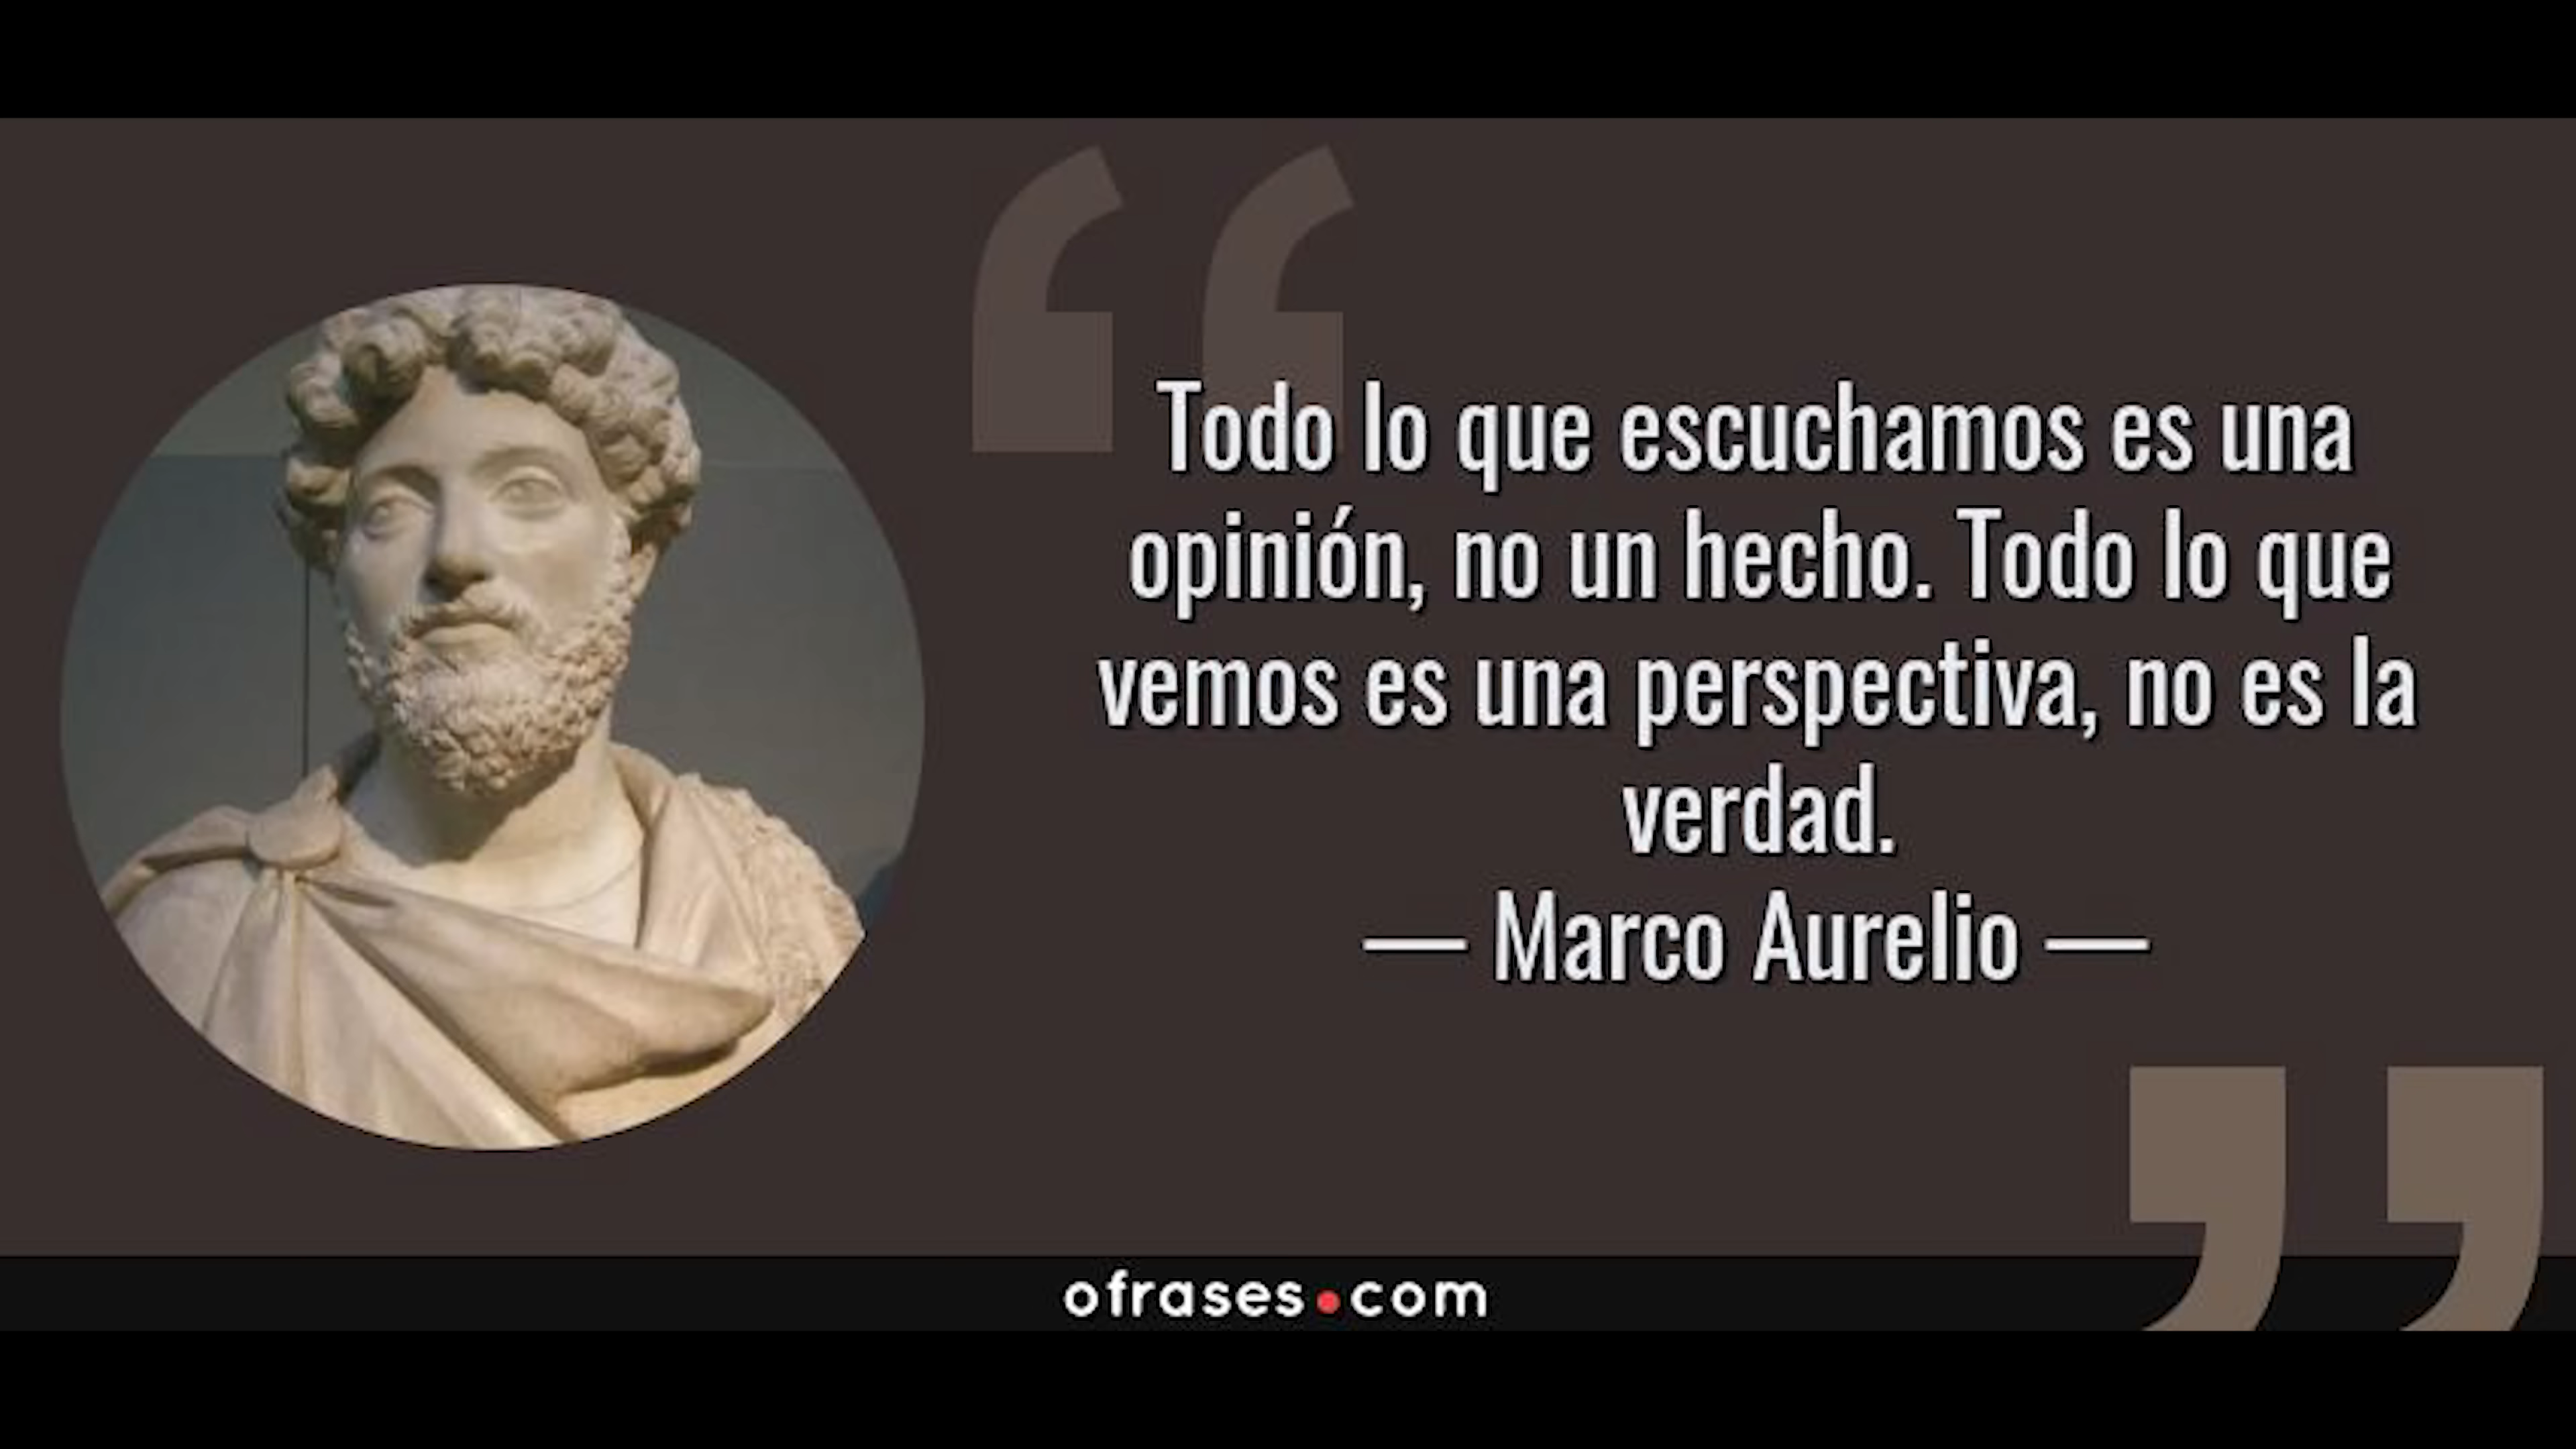 Todo lo que escuchamos es una
opinión, no un hecho. Todo lo que
vemos es una perspectiva, no es la
verdad.
— Marco Aurelio —
ofrases.com